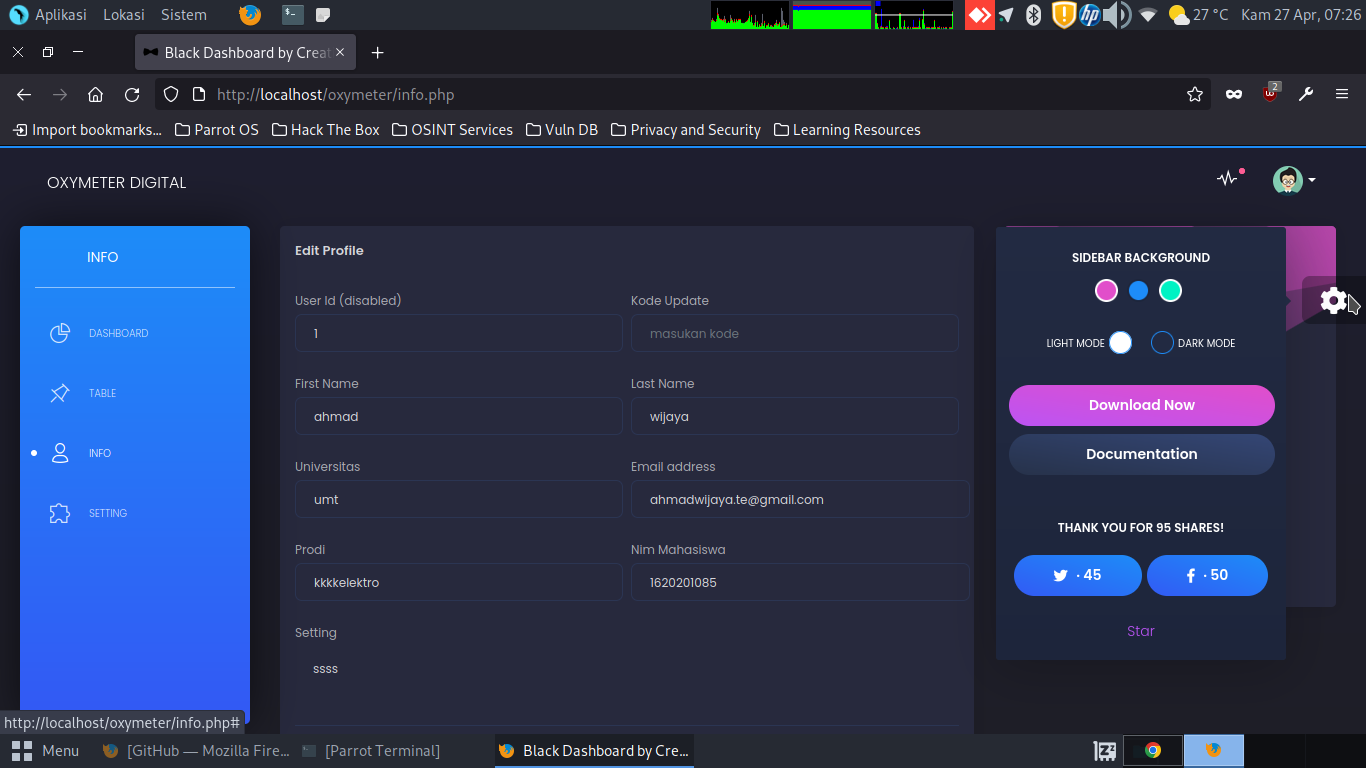 Aplikasi Lokasi Sistem 27 °C Kam 27 Apr, 07:26
Black Dashboard by Creat
http://localhost/oxymeter/info.php 2
Import bookmarks... Parrot OS Hack The Box OSINT Services Vuln DB Privacy and Security Learning Resources
OXYMETER DIGITAL
INFO
DASHBOARD
TABLE
INFO
SETTING
Edit Profile
User Id (disabled) Kode Update
1 masukan kode
First Name Last Name
ahmad wijaya
Universitas Email address
umt ahmadwijaya.te@gmail.com
Prodi Nim Mahasiswa
kkkkelektro 1620201085
Setting
ssss
SIDEBAR BACKGROUND
LIGHT MODE DARK MODE
Download Now
Documentation
THANK YOU FOR 95 SHARES!
· 45 · 50
Star
http://localhost/oxymeter/info.php#
Menu [GitHub — Mozilla Fire... [Parrot Terminal] Black Dashboard by Cre...